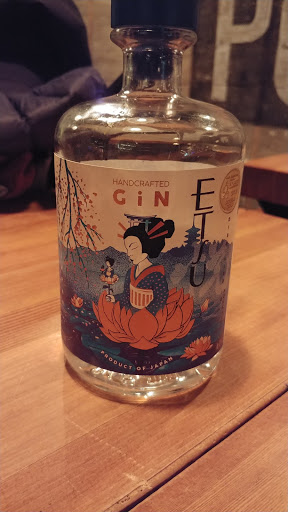 HANDCRAFTED
GiN
ETSU
PRODUCT OF JAPAN